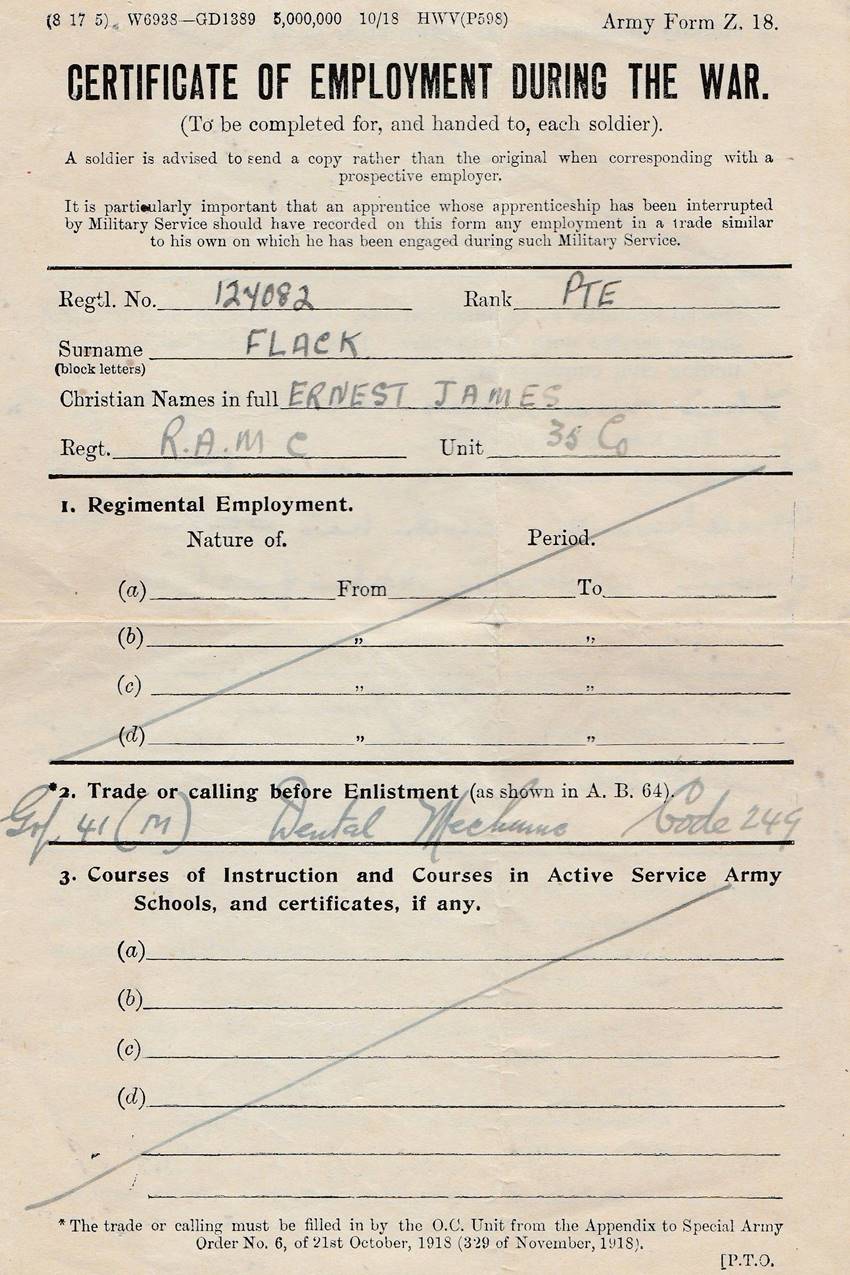 (8 17 5). W6938—GD1389 5,000,000 10/18 HWV(P598) Army Form Z. 18.
CERTIFICATE OF EMPLOYMENT DURING THE WAR.
(To be completed for, and handed to, each soldier).
A soldier is advised to send a copy rather than the original when corresponding with a
prospective employer.
It is particularly important that an apprentice whose apprenticeship has been interrupted
by Military Service should have recorded on this form any employment in a trade similar
to his own on which he has been engaged during such Military Service.
Regtl. No. 124082 Rank PTE
Surname FLACK
(block letters)
Christian Names in full ERNEST JAMES
Regt. R.A.M C Unit 35 Co
1. Regimental Employment.
Nature of. Period.
(a) From To
(b) „ „
(c) „ „
(d) „ „
*2. Trade or calling before Enlistment (as shown in A. B. 64).
41 (M) Dental Mechanic Code 249
3. Courses of Instruction and Courses in Active Service Army
Schools, and certificates, if any.
(a)
(b)
(c)
(d)
* The trade or calling must be filled in by the O.C. Unit from the Appendix to Special Army
Order No. 6, of 21st October, 1918 (329 of November, 1918).
[P.T.O.